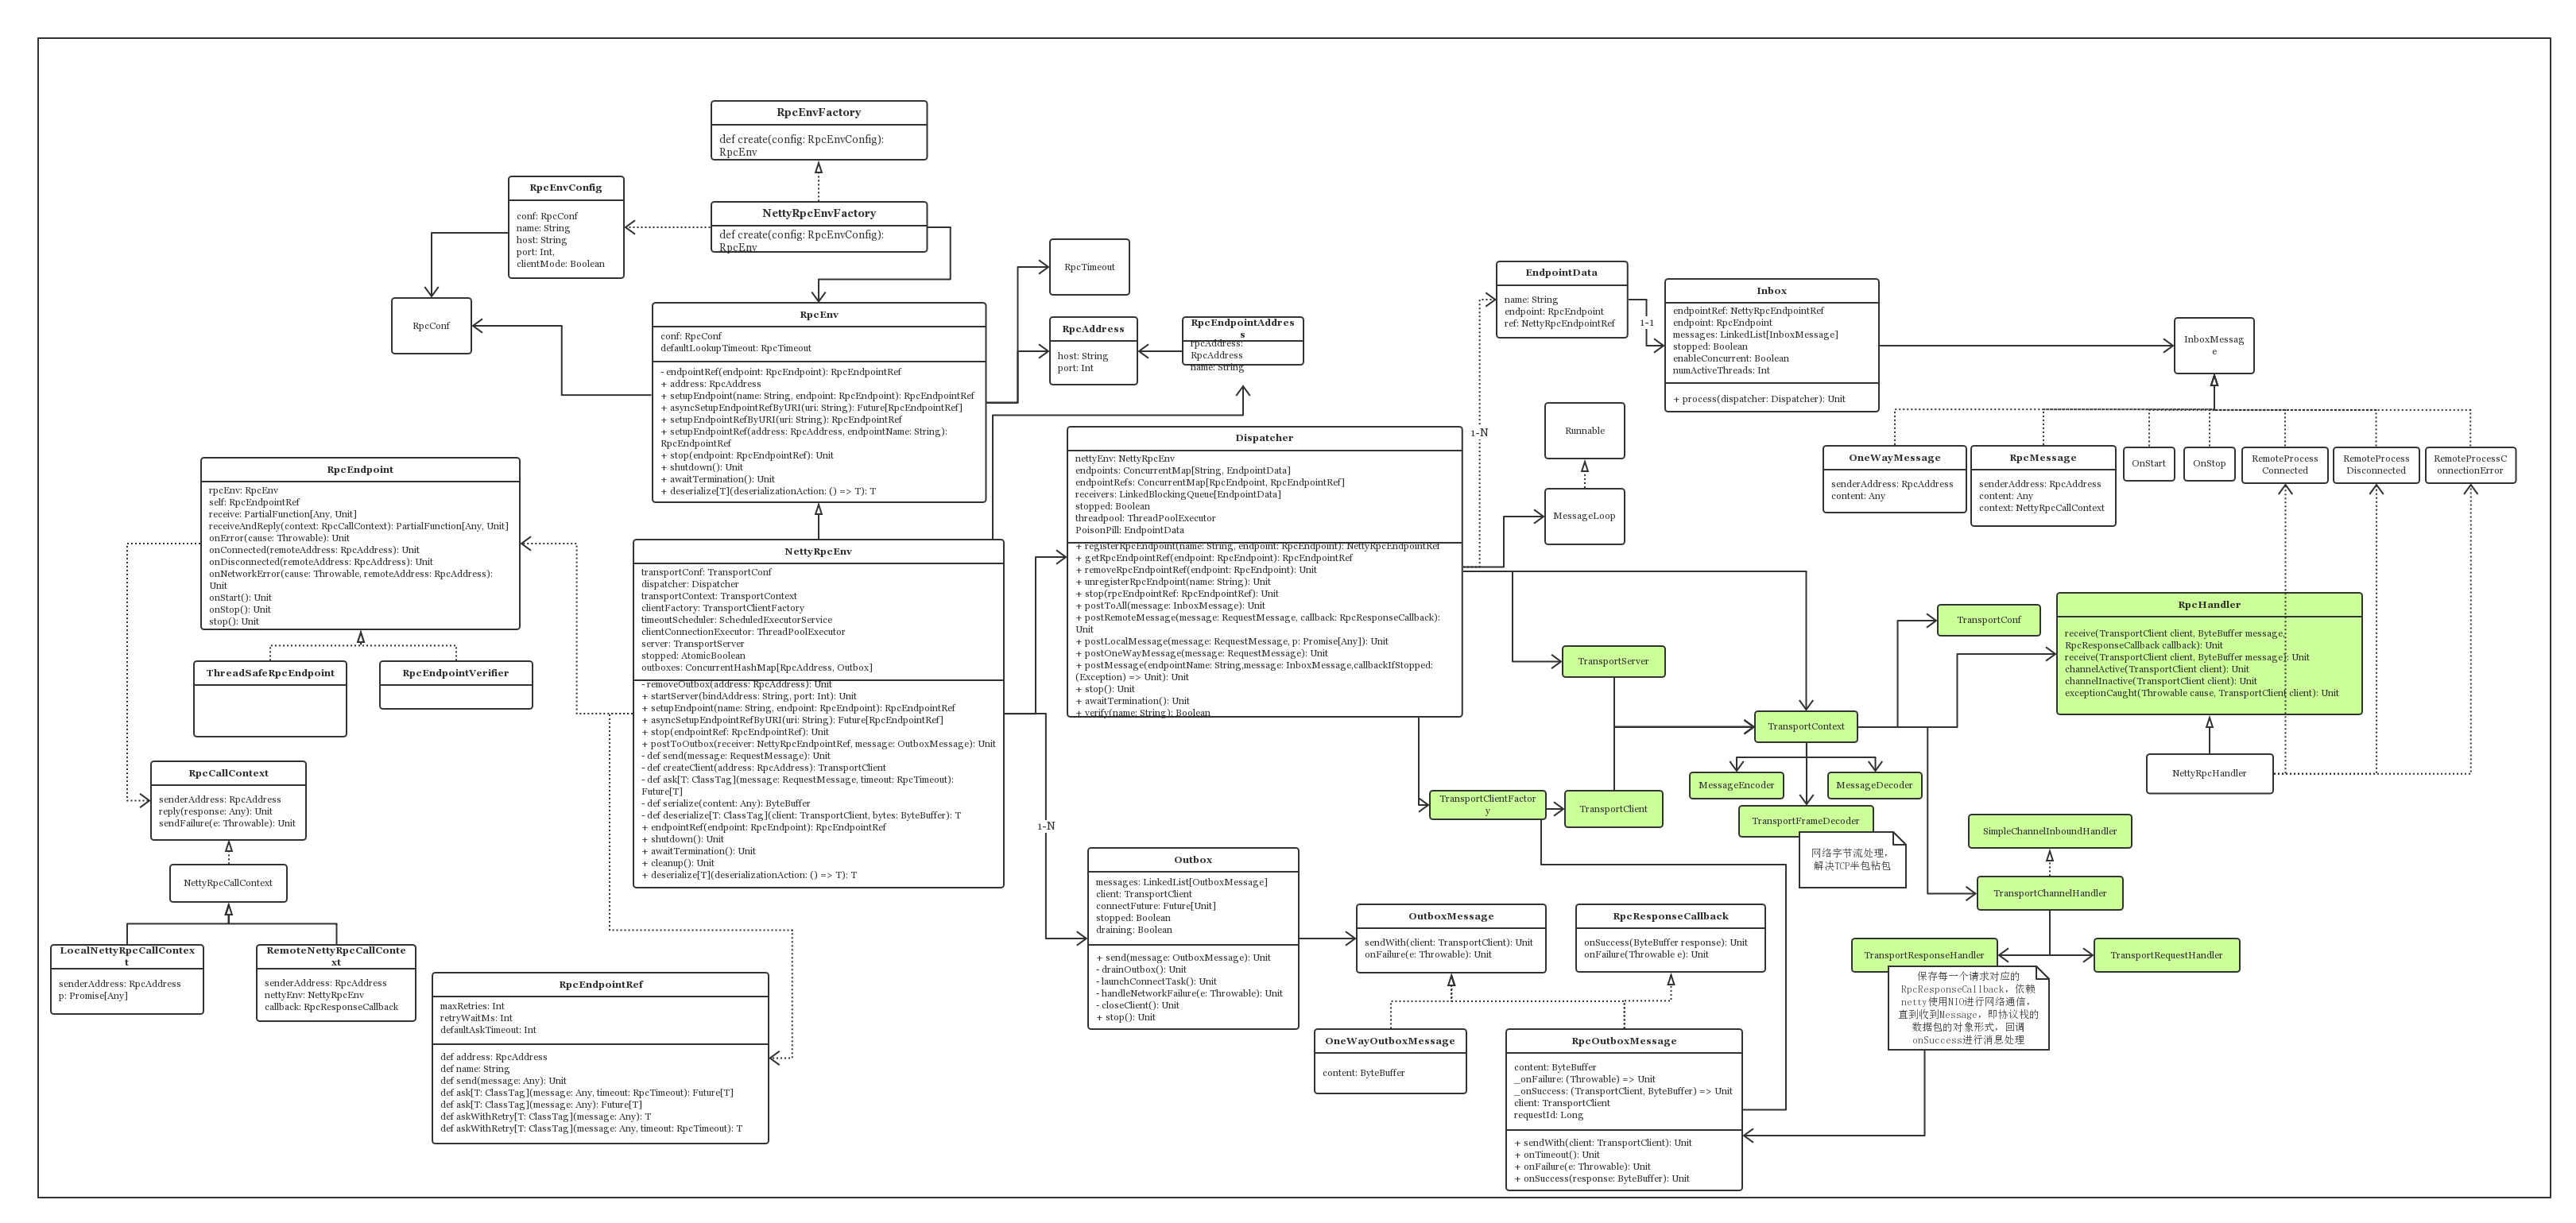 RpcEnvFactory
def create(config: RpcEnvConfig):
RpcEnv
RpcEnvConfig
conf: RpcConf
name: String
host: String
port: Int,
clientMode: Boolean
NettyRpcEnvFactory
def create(config: RpcEnvConfig):
RpcEnv
RpcConf
RpcEnv
conf: RpcConf
defaultLookupTimeout: RpcTimeout
- endpointRef(endpoint: RpcEndpoint): RpcEndpointRef
+ address: RpcAddress
+ setupEndpoint(name: String, endpoint: RpcEndpoint): RpcEndpointRef
+ asyncSetupEndpointRefByURI(uri: String): Future[RpcEndpointRef]
+ setupEndpointRefByURI(uri: String): RpcEndpointRef
+ setupEndpointRef(address: RpcAddress, endpointName: String):
RpcEndpointRef
+ stop(endpoint: RpcEndpointRef): Unit
+ shutdown(): Unit
+ awaitTermination(): Unit
+ deserialize[T](deserializationAction: () => T): T
RpcTimeout
RpcAddress
host: String
port: Int
RpcEndpointAddres
s
rpcAddress:
RpcAddress
name: String
EndpointData
name: String
endpoint: RpcEndpoint
ref: NettyRpcEndpointRef
1-1
Inbox
endpointRef: NettyRpcEndpointRef
endpoint: RpcEndpoint
messages: LinkedList[InboxMessage]
stopped: Boolean
enableConcurrent: Boolean
numActiveThreads: Int
+ process(dispatcher: Dispatcher): Unit
InboxMessag
e
OneWayMessage
senderAddress: RpcAddress
content: Any
RpcMessage
senderAddress: RpcAddress
content: Any
context: NettyRpcCallContext
OnStart
OnStop
RemoteProcess
Connected
RemoteProcess
Disconnected
RemoteProcessC
onnectionError
Runnable
MessageLoop
1-N
Dispatcher
nettyEnv: NettyRpcEnv
endpoints: ConcurrentMap[String, EndpointData]
endpointRefs: ConcurrentMap[RpcEndpoint, RpcEndpointRef]
receivers: LinkedBlockingQueue[EndpointData]
stopped: Boolean
threadpool: ThreadPoolExecutor
PoisonPill: EndpointData
+ registerRpcEndpoint(name: String, endpoint: RpcEndpoint): NettyRpcEndpointRef
+ getRpcEndpointRef(endpoint: RpcEndpoint): RpcEndpointRef
+ removeRpcEndpointRef(endpoint: RpcEndpoint): Unit
+ unregisterRpcEndpoint(name: String): Unit
+ stop(rpcEndpointRef: RpcEndpointRef): Unit
+ postToAll(message: InboxMessage): Unit
+ postRemoteMessage(message: RequestMessage, callback: RpcResponseCallback):
Unit
+ postLocalMessage(message: RequestMessage, p: Promise[Any]): Unit
+ postOneWayMessage(message: RequestMessage): Unit
+ postMessage(endpointName: String,message: InboxMessage,callbackIfStopped:
(Exception) => Unit): Unit
+ stop(): Unit
+ awaitTermination(): Unit
+ verify(name: String): Boolean
RpcEndpoint
rpcEnv: RpcEnv
self: RpcEndpointRef
receive: PartialFunction[Any, Unit]
receiveAndReply(context: RpcCallContext): PartialFunction[Any, Unit]
onError(cause: Throwable): Unit
onConnected(remoteAddress: RpcAddress): Unit
onDisconnected(remoteAddress: RpcAddress): Unit
onNetworkError(cause: Throwable, remoteAddress: RpcAddress):
Unit
onStart(): Unit
onStop(): Unit
stop(): Unit
ThreadSafeRpcEndpoint
RpcEndpointVerifier
RpcCallContext
senderAddress: RpcAddress
reply(response: Any): Unit
sendFailure(e: Throwable): Unit
NettyRpcCallContext
LocalNettyRpcCallContex
t
senderAddress: RpcAddress
p: Promise[Any]
RemoteNettyRpcCallConte
xt
senderAddress: RpcAddress
nettyEnv: NettyRpcEnv
callback: RpcResponseCallback
NettyRpcEnv
transportConf: TransportConf
dispatcher: Dispatcher
transportContext: TransportContext
clientFactory: TransportClientFactory
timeoutScheduler: ScheduledExecutorService
clientConnectionExecutor: ThreadPoolExecutor
server: TransportServer
stopped: AtomicBoolean
outboxes: ConcurrentHashMap[RpcAddress, Outbox]
- removeOutbox(address: RpcAddress): Unit
+ startServer(bindAddress: String, port: Int): Unit
+ setupEndpoint(name: String, endpoint: RpcEndpoint): RpcEndpointRef
+ asyncSetupEndpointRefByURI(uri: String): Future[RpcEndpointRef]
+ stop(endpointRef: RpcEndpointRef): Unit
+ postToOutbox(receiver: NettyRpcEndpointRef, message: OutboxMessage): Unit
- def send(message: RequestMessage): Unit
- def createClient(address: RpcAddress): TransportClient
- def ask[T: ClassTag](message: RequestMessage, timeout: RpcTimeout):
Future[T]
- def serialize(content: Any): ByteBuffer
- def deserialize[T: ClassTag](client: TransportClient, bytes: ByteBuffer): T
+ endpointRef(endpoint: RpcEndpoint): RpcEndpointRef
+ shutdown(): Unit
+ awaitTermination(): Unit
+ cleanup(): Unit
+ deserialize[T](deserializationAction: () => T): T
RpcEndpointRef
maxRetries: Int
retryWaitMs: Int
defaultAskTimeout: Int
def address: RpcAddress
def name: String
def send(message: Any): Unit
def ask[T: ClassTag](message: Any, timeout: RpcTimeout): Future[T]
def ask[T: ClassTag](message: Any): Future[T]
def askWithRetry[T: ClassTag](message: Any): T
def askWithRetry[T: ClassTag](message: Any, timeout: RpcTimeout): T
1-N
Outbox
messages: LinkedList[OutboxMessage]
client: TransportClient
connectFuture: Future[Unit]
stopped: Boolean
draining: Boolean
+ send(message: OutboxMessage): Unit
- drainOutbox(): Unit
- launchConnectTask(): Unit
- handleNetworkFailure(e: Throwable): Unit
- closeClient(): Unit
+ stop(): Unit
OutboxMessage
sendWith(client: TransportClient): Unit
onFailure(e: Throwable): Unit
RpcResponseCallback
onSuccess(ByteBuffer response): Unit
onFailure(Throwable e): Unit
OneWayOutboxMessage
content: ByteBuffer
RpcOutboxMessage
content: ByteBuffer
_onFailure: (Throwable) => Unit
_onSuccess: (TransportClient, ByteBuffer) => Unit
client: TransportClient
requestId: Long
+ sendWith(client: TransportClient): Unit
+ onTimeout(): Unit
+ onFailure(e: Throwable): Unit
+ onSuccess(response: ByteBuffer): Unit
TransportServer
TransportClientFactor
y
TransportClient
TransportContext
TransportConf
MessageEncoder
MessageDecoder
TransportFrameDecoder
网络字节流处理，
解决TCP半包粘包
RpcHandler
receive(TransportClient client, ByteBuffer message,
RpcResponseCallback callback): Unit
receive(TransportClient client, ByteBuffer message): Unit
channelActive(TransportClient client): Unit
channelInactive(TransportClient client): Unit
exceptionCaught(Throwable cause, TransportClient client): Unit
NettyRpcHandler
SimpleChannelInboundHandler
TransportChannelHandler
TransportResponseHandler
TransportRequestHandler
保存每一个请求对应的
RpcResponseCallback，依赖
netty使用NIO进行网络通信，
直到收到Message，即协议栈的
数据包的对象形式，回调
onSuccess进行消息处理